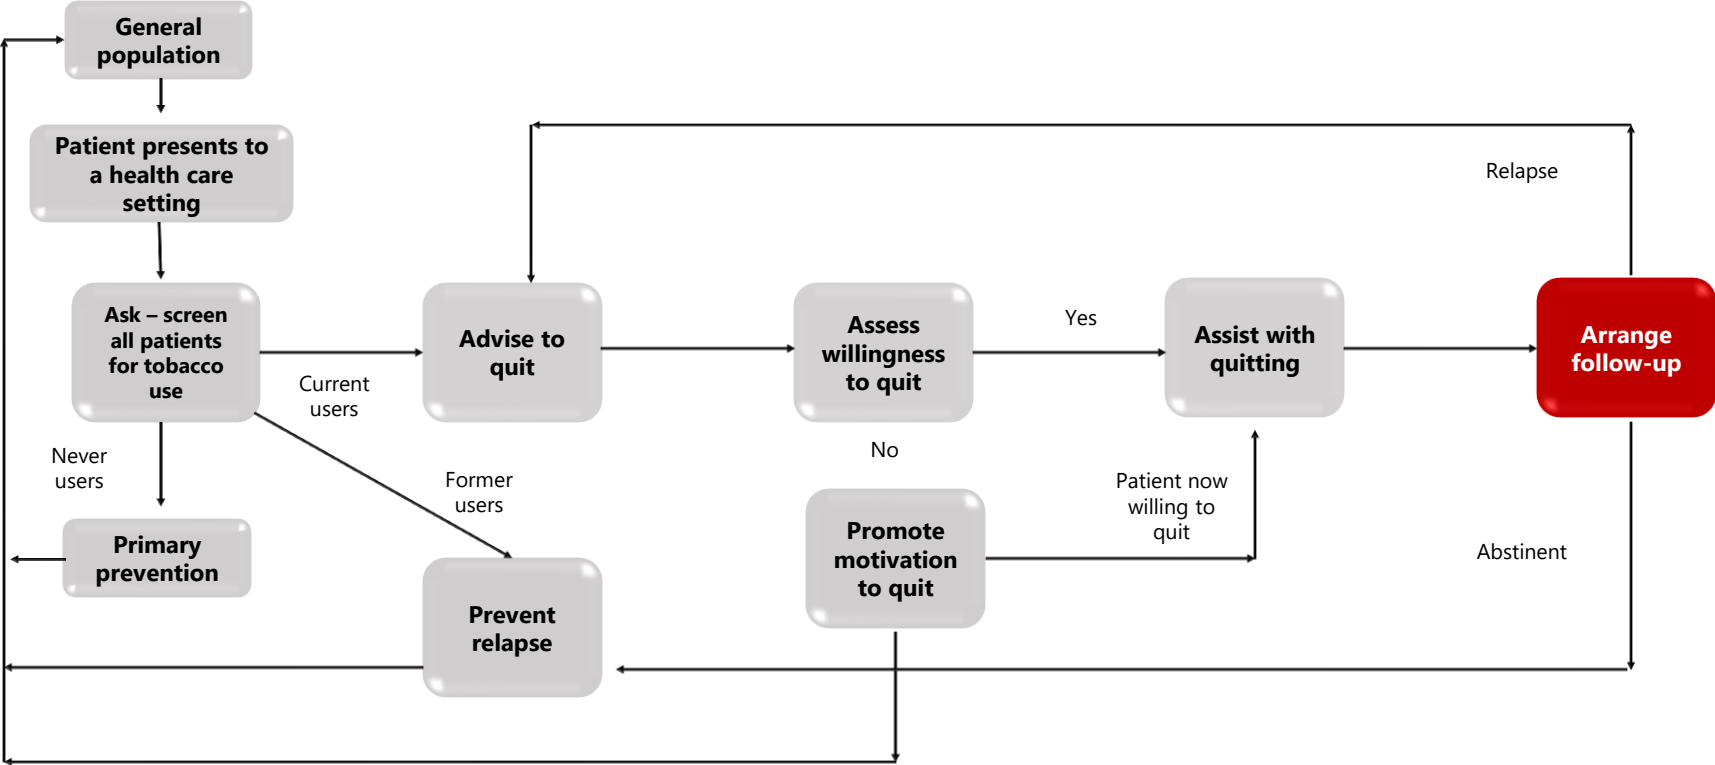 General
population
Patient presents to
a health care
setting
Relapse
Ask – screen
all patients
for tobacco
use
Current
users
Advise to
quit
Assess
willingness
to quit
Yes
Assist with
quitting
Arrange
follow-up
Never
users
Former
users
No
Patient now
willing to
quit
Primary
prevention
Promote
motivation
to quit
Abstinent
Prevent
relapse